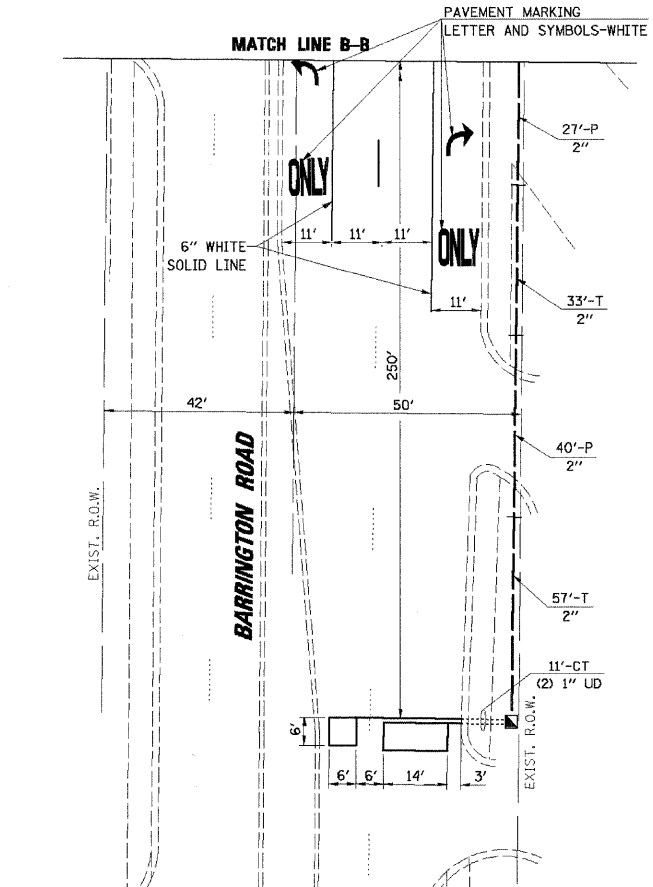 PAVEMENT MARKING
LETTER AND SYMBOLS-WHITE
MATCH LINE B-B
27'-P
2"
ONLY
ONLY
6" WHITE
SOLID LINE
11'
11'
11'
11'
33'-T
2"
250'
42'
50'
40'-P
2"
BARRINGTON ROAD
EXIST. R.O.W.
57'-T
2"
11'-CT
(2) 1" UD
EXIST. R.O.W.
6'
6'
6'
14'
3'